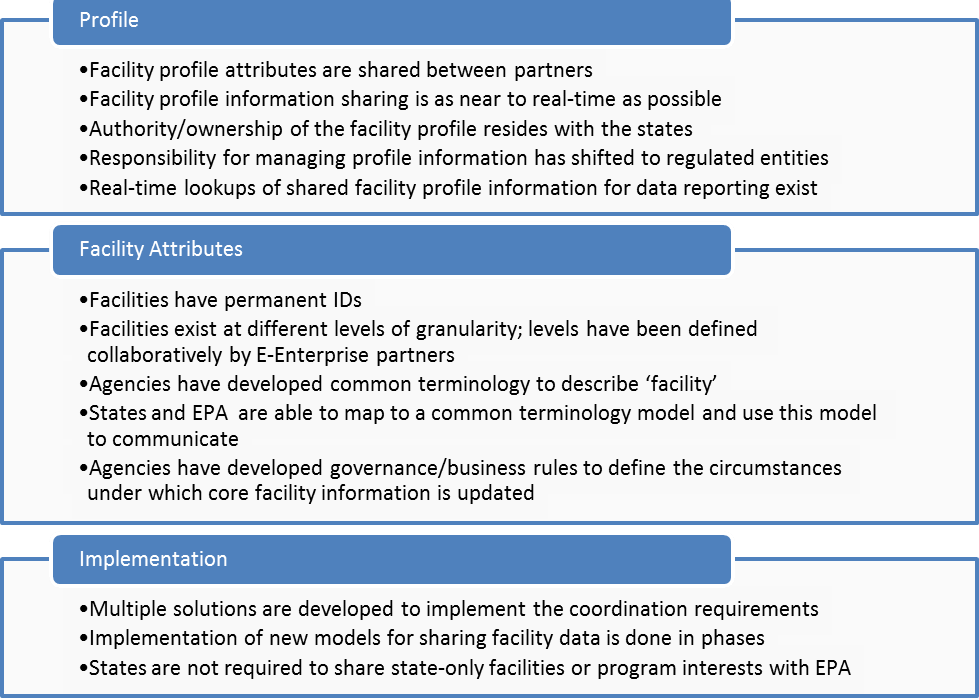 Profile
•Facility profile attributes are shared between partners
•Facility profile information sharing is as near to real-time as possible
•Authority/ownership of the facility profile resides with the states
•Responsibility for managing profile information has shifted to regulated entities
•Real-time lookups of shared facility profile information for data reporting exist
Facility Attributes
•Facilities have permanent IDs
•Facilities exist at different levels of granularity; levels have been defined
collaboratively by E-Enterprise partners
•Agencies have developed common terminology to describe ‘facility’
•States and EPA are able to map to a common terminology model and use this model
to communicate
•Agencies have developed governance/business rules to define the circumstances
under which core facility information is updated
Implementation
•Multiple solutions are developed to implement the coordination requirements
•Implementation of new models for sharing facility data is done in phases
•States are not required to share state-only facilities or program interests with EPA